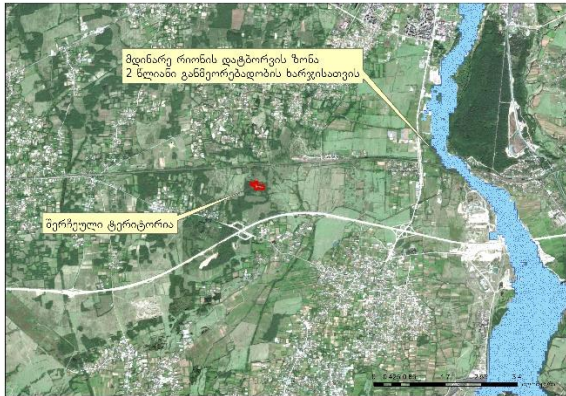 მდინარე რიონის დატბორვის ზონა
2 წლიანი განმეორებადობის ხარჯისათვის
შერჩეული ტერიტორია